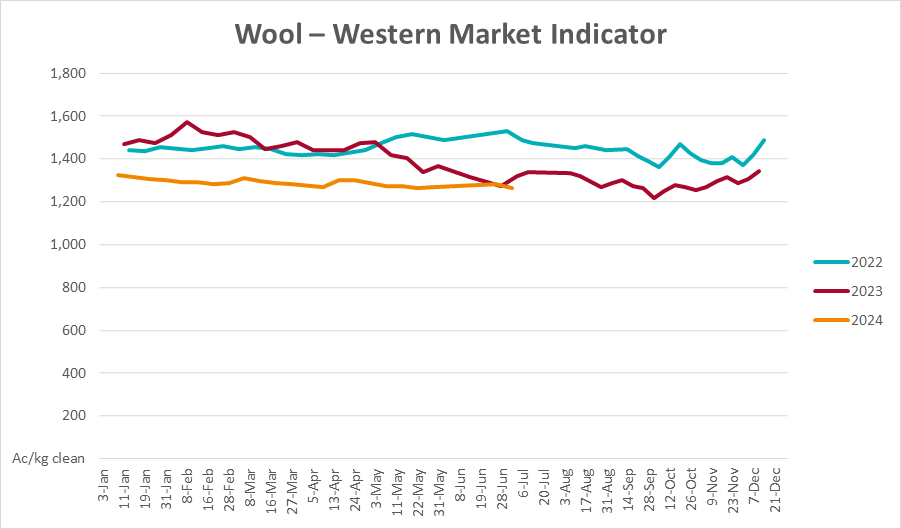 Wool – Western Market Indicator
1,800
1,600
1,400
1,200
1,000
800
600
400
200
Ac/kg clean
3-Jan
11-Jan
19-Jan
31-Jan
8-Feb
16-Feb
28-Feb
8-Mar
16-Mar
27-Mar
5-Apr
13-Apr
24-Apr
3-May
11-May
22-May
31-May
8-Jun
19-Jun
28-Jun
6-Jul
20-Jul
3-Aug
17-Aug
31-Aug
14-Sep
28-Sep
12-Oct
26-Oct
9-Nov
23-Nov
7-Dec
21-Dec
2022
2023
2024